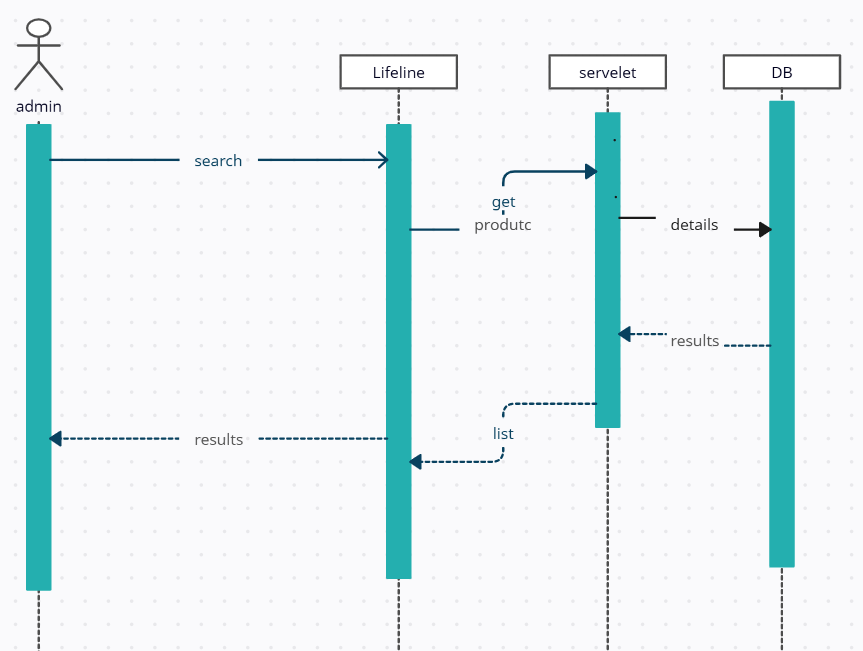 admin
Lifeline
servelet
DB
search
get
produtc
details
results
list
results